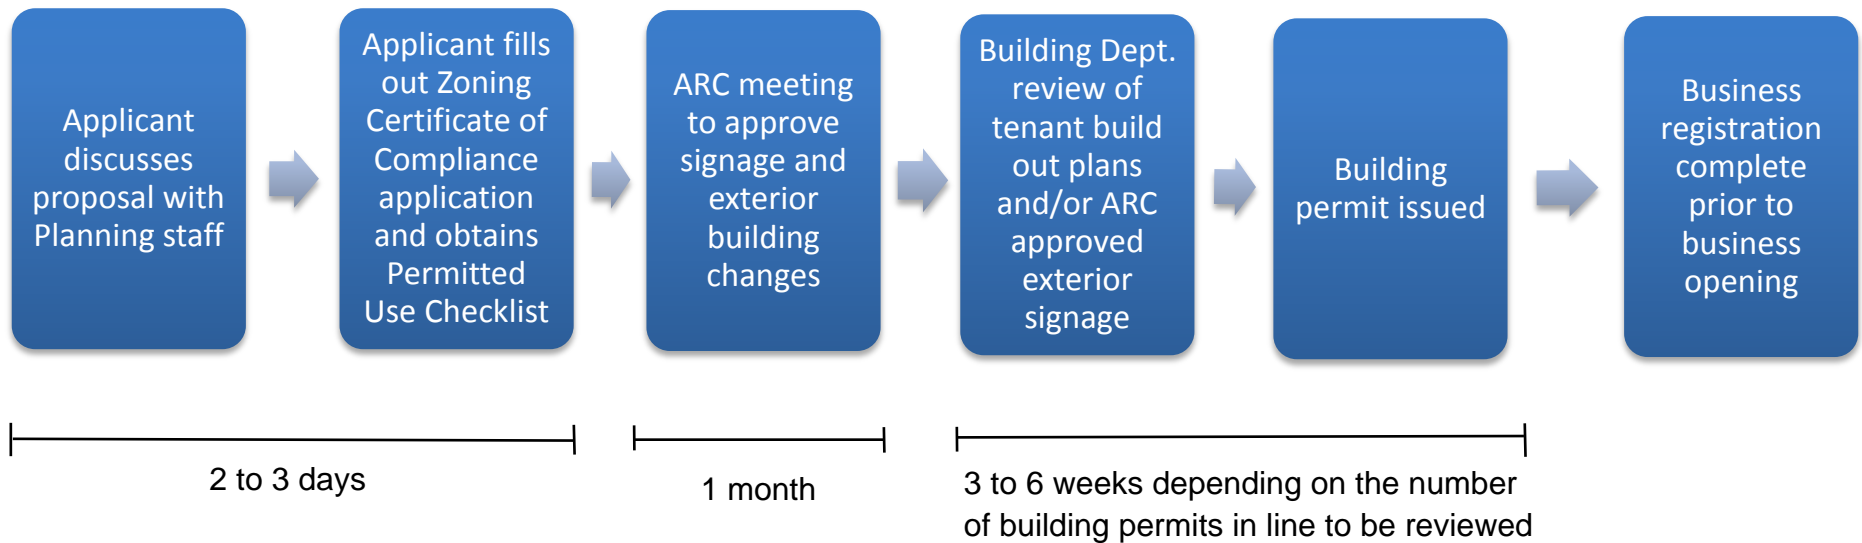 Applicant
discusses
proposal with
Planning staff
Applicant fills
out Zoning
Certificate of
Compliance
application
and obtains
Permitted
Use Checklist
ARC meeting
to approve
signage and
exterior
building
changes
Building Dept.
review of
tenant build
out plans
and/or ARC
approved
exterior
signage
Building
permit issued
Business
registration
complete
prior to
business
opening
2 to 3 days
1 month
3 to 6 weeks depending on the number
of building permits in line to be reviewed